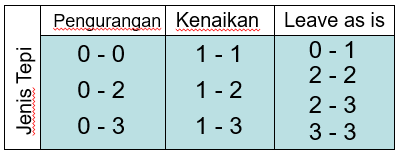 Pengurangan Kenaikan Leave as is
Jenis Tepi
0 - 0 1 - 1 0 - 1
0 - 2 1 - 2 2 - 2
0 - 3 1 - 3 2 - 3
3 - 3